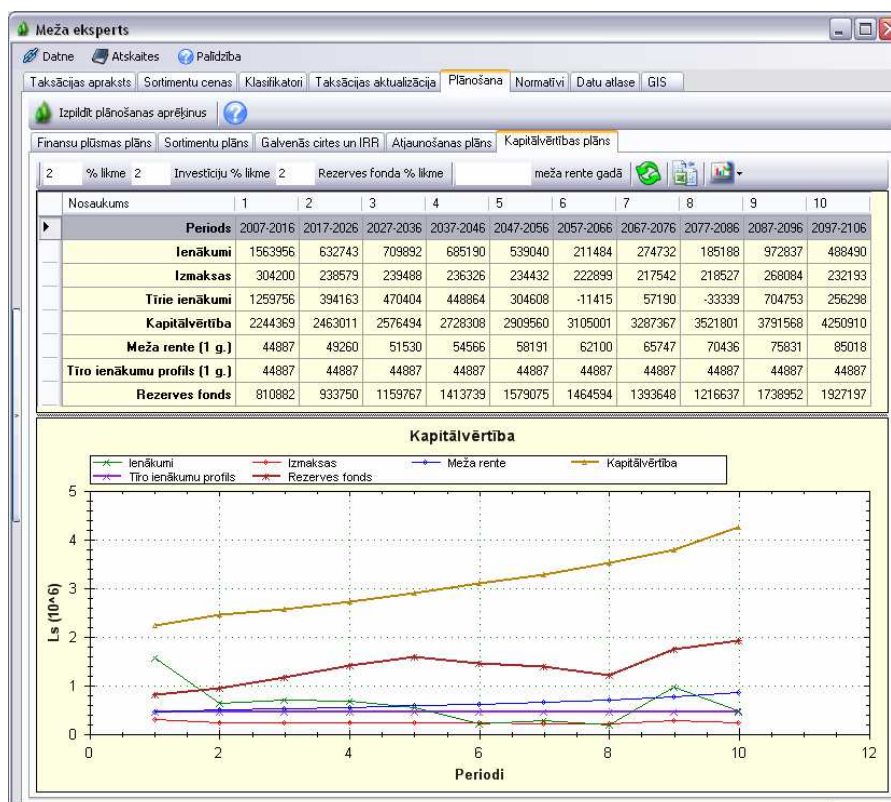 Meža eksperts
Datne Atskaites Palīdzība
Taksācijas apraksts Sortimentu cenas Klasifikatori Taksācijas aktualizācija Plānošana Normatīvi Datu atlase GIS
Izpildīt plānošanas aprēķinus
Finansu plūsmas plāns Sortimentu plāns Galvenās cirtes un IRR Atjaunošanas plāns Kapitālvērtības plāns
2 % likme 2 Investīciju % likme 2 Rezerves fonda % likme meža rente gadā
Nosaukums 1 2 3 4 5 6 7 8 9 10
Periods 2007-2016 2017-2026 2027-2036 2037-2046 2047-2056 2057-2066 2067-2076 2077-2086 2087-2096 2097-2106
Ienākumi 1563956 632743 709892 685190 539040 211484 274732 185188 972837 488490
Izmaksas 304200 238579 239488 236326 234432 222899 217542 218527 268084 232193
Tīrie ienākumi 1259756 394163 470404 448864 304608 -11415 57190 -33339 704753 256298
Kapitālvērtība 2244369 2463011 2576494 2728308 2909560 3105001 3287367 3521801 3791568 4250910
Meža rente (1 g.) 44887 49260 51530 54566 58191 62100 65747 70436 75831 85018
Tīro ienākumu profils (1 g.) 44887 44887 44887 44887 44887 44887 44887 44887 44887 44887
Rezerves fonds 810882 933750 1159767 1413739 1579075 1464594 1393648 1216637 1738952 1927197
Kapitālvērtība
Ienākumi Izmaksas Meža rente Kapitālvērtība
Tīro ienākumu profils Rezerves fonds
5
4
3
2
1
0
Ls (10^6)
0 2 4 6 8 10 12
Periodi